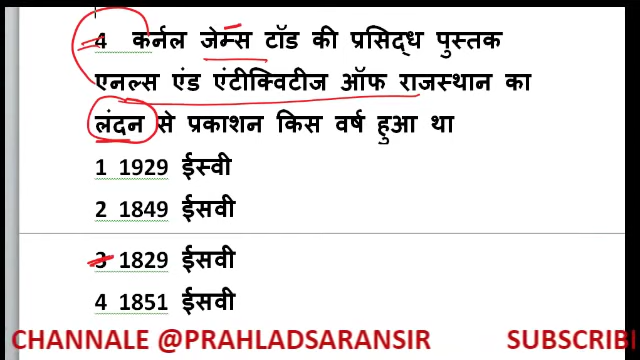 4 कर्नल जेम्स टॉड की प्रसिद्ध पुस्तक
एनल्स एंड एंटीक्विटीज ऑफ राजस्थान का
लंदन से प्रकाशन किस वर्ष हुआ था
1 1929 ईस्वी
2 1849 ईसवी
3 1829 ईसवी
4 1851 ईसवी
CHANNALE @PRAHLADSARANSIR SUBSCRIBI